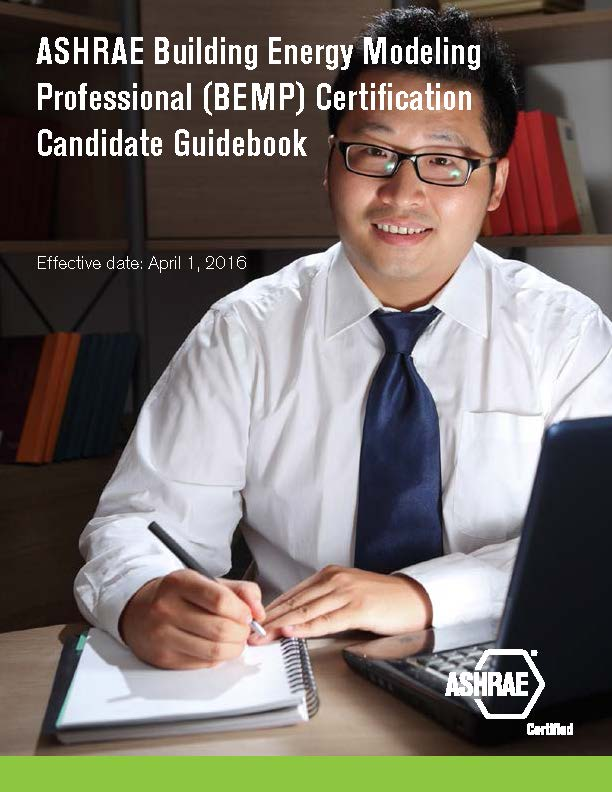 ASHRAE Building Energy Modeling
Professional (BEMP) Certification
Candidate Guidebook
Effective date: April 1, 2016
ASHRAE
Certified